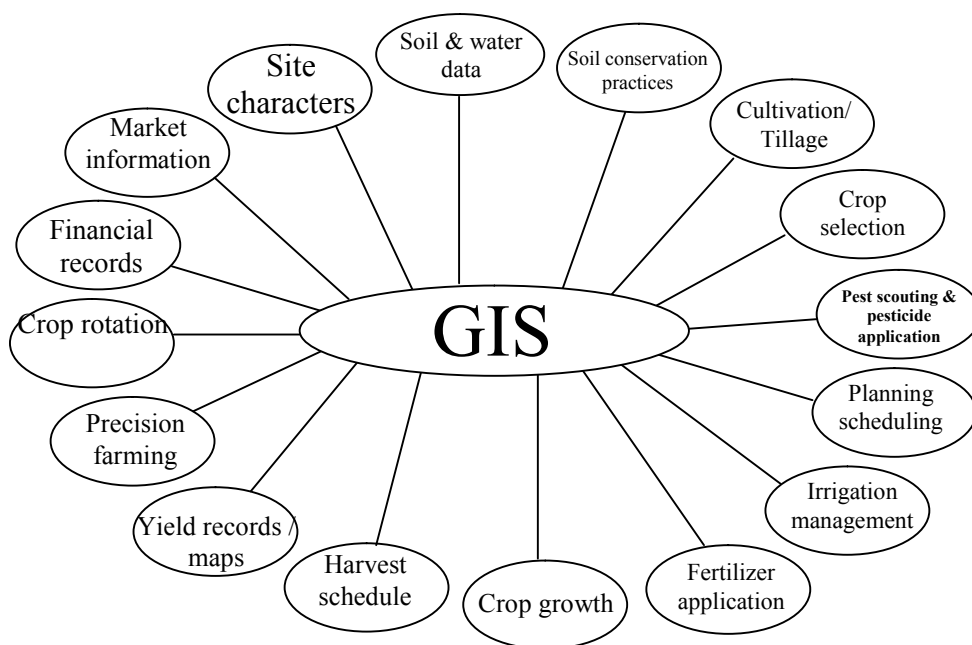 Soil & water
data
Soil conservation
practices
Cultivation/
Tillage
Crop
selection
Pest scouting &
pesticide
application
Planning
scheduling
Irrigation
management
Fertilizer
application
Crop growth
Harvest
schedule
Yield records /
maps
Precision
farming
Crop rotation
Financial
records
Market
information
Site
characters
GIS